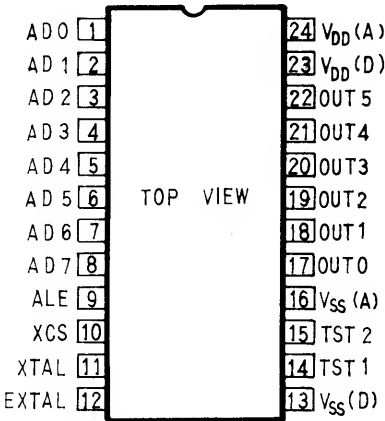 AD0 1 24 VDD (A)
AD1 2 23 VDD (D)
AD2 3 22 OUT5
AD3 4 21 OUT4
AD4 5 20 OUT3
AD5 6 TOP VIEW 19 OUT2
AD6 7 18 OUT1
AD7 8 17 OUT0
ALE 9 16 VSS (A)
XCS 10 15 TST2
XTAL 11 14 TST1
EXTAL 12 13 VSS (D)